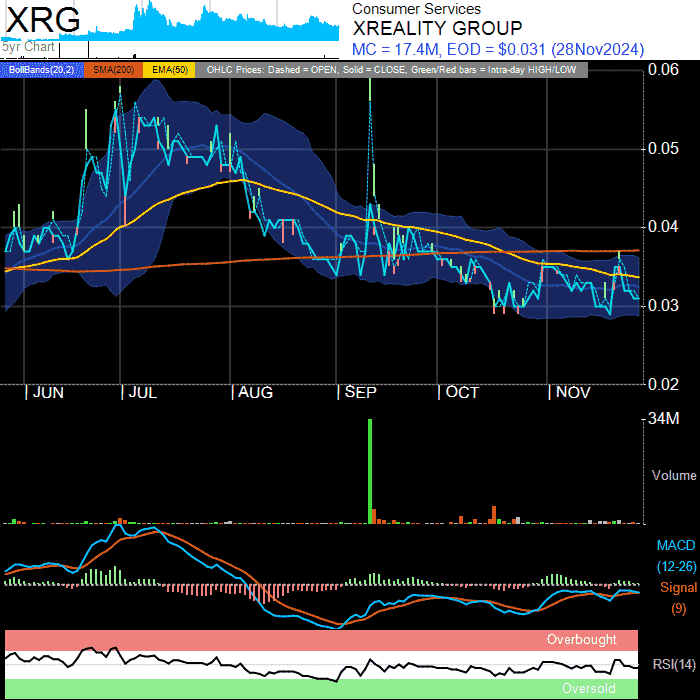 XRG
5yr Chart
Consumer Services
XREALITY GROUP
MC = 17.4M, EOD = $0.031 (28Nov2024)
BollBands(20,2) SMA(200) EMA(50) OHLC Prices: Dashed = OPEN, Solid = CLOSE, Green/Red bars = Intra-day HIGH/LOW
0.06
0.05
0.04
0.03
0.02
JUN JUL AUG SEP OCT NOV
34M
Volume
MACD
(12-26)
Signal
(9)
Overbought
RSI(14)
Oversold